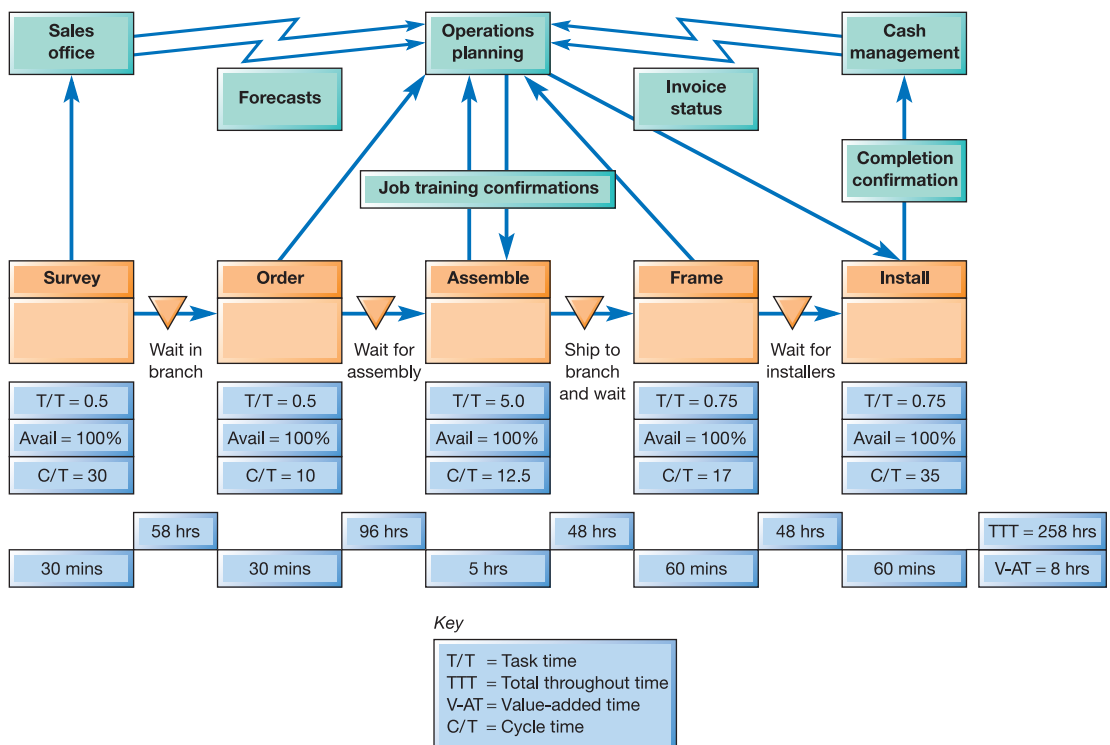 Sales
office
Operations
planning
Cash
management
Forecasts
Invoice
status
Job training confirmations
Completion
confirmation
Survey
Order
Assemble
Frame
Install
Wait in
branch
Wait for
assembly
Ship to
branch
and wait
Wait for
installers
T/T = 0.5
Avail = 100%
C/T = 30
T/T = 0.5
Avail = 100%
C/T = 10
T/T = 5.0
Avail = 100%
C/T = 12.5
T/T = 0.75
Avail = 100%
C/T = 17
T/T = 0.75
Avail = 100%
C/T = 35
58 hrs
96 hrs
48 hrs
48 hrs
TTT = 258 hrs
30 mins
30 mins
5 hrs
60 mins
60 mins
V-AT = 8 hrs
Key
T/T = Task time
TTT = Total throughout time
V-AT = Value-added time
C/T = Cycle time